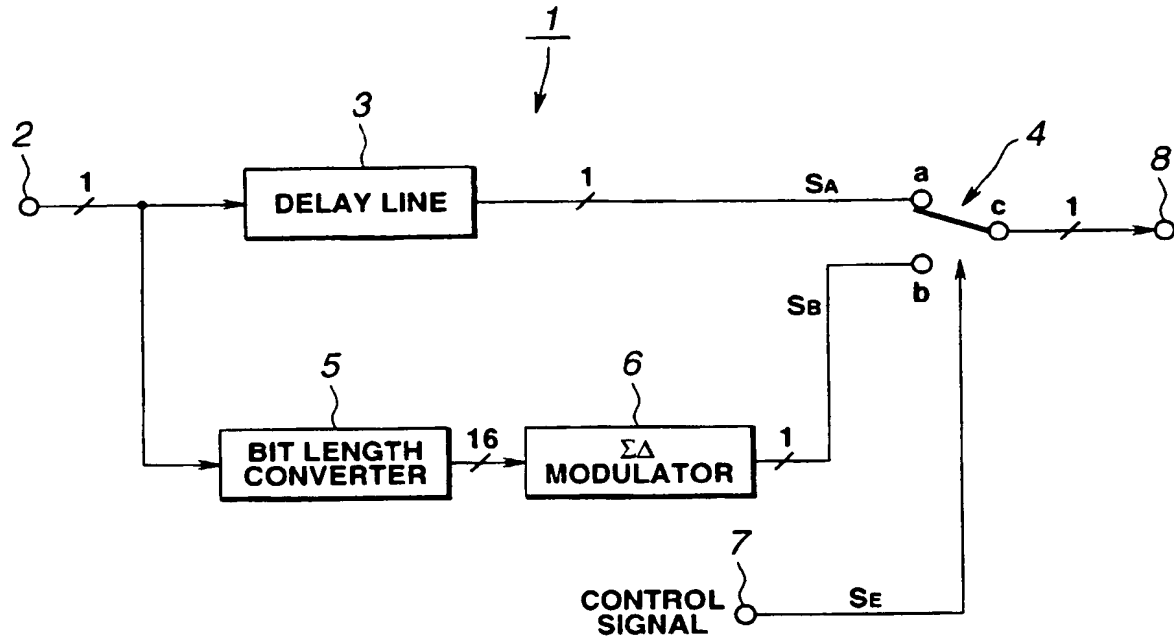 1
2
3
4
8
1
DELAY LINE
1
SA
a
c
1
b
SB
5
6
BIT LENGTH
CONVERTER
16
ΣΔ
MODULATOR
1
7
CONTROL
SIGNAL
SE